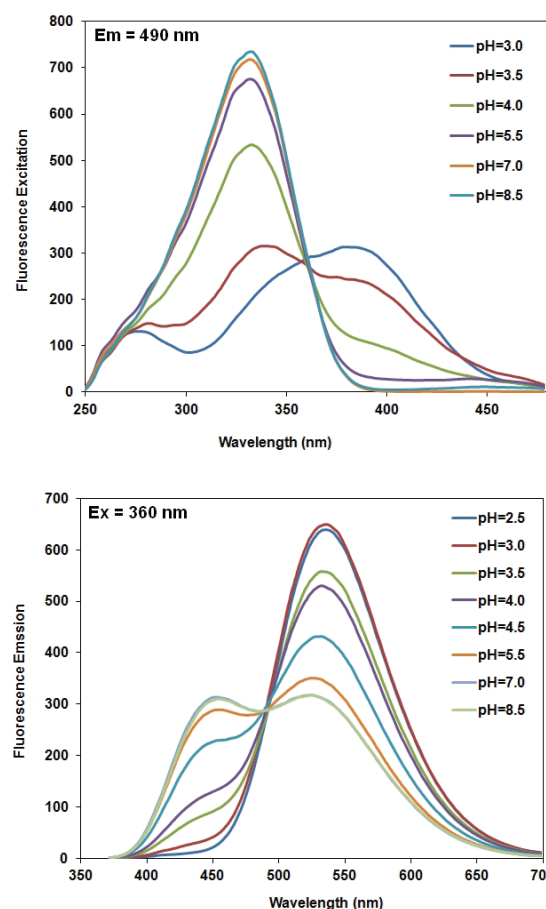 Em = 490 nm
800
700
600
500
400
300
200
100
0
Fluorescence Excitation
250
300
350
400
450
Wavelength (nm)
pH=3.0
pH=3.5
pH=4.0
pH=5.5
pH=7.0
pH=8.5
Ex = 360 nm
700
600
500
400
300
200
100
0
Fluorescence Emssion
350
400
450
500
550
600
650
700
Wavelength (nm)
pH=2.5
pH=3.0
pH=3.5
pH=4.0
pH=4.5
pH=5.5
pH=7.0
pH=8.5